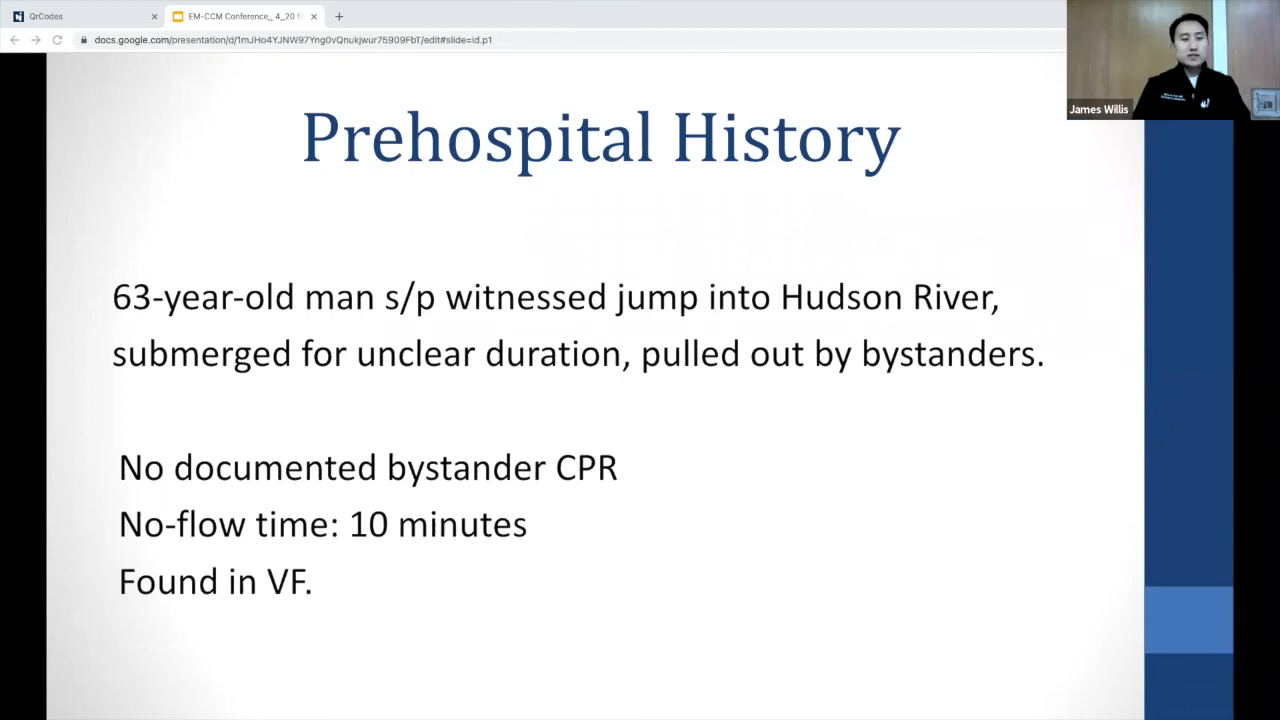 QrCodes
EM-CCM Conference_ 4_20 f
docs.google.com/presentation/d/1mJHo4YJNW97Yng0vQnukjwur75909FbT/edit#slide=id.p1
James Willis
Prehospital History
63-year-old man s/p witnessed jump into Hudson River,
submerged for unclear duration, pulled out by bystanders.
No documented bystander CPR
No-flow time: 10 minutes
Found in VF.